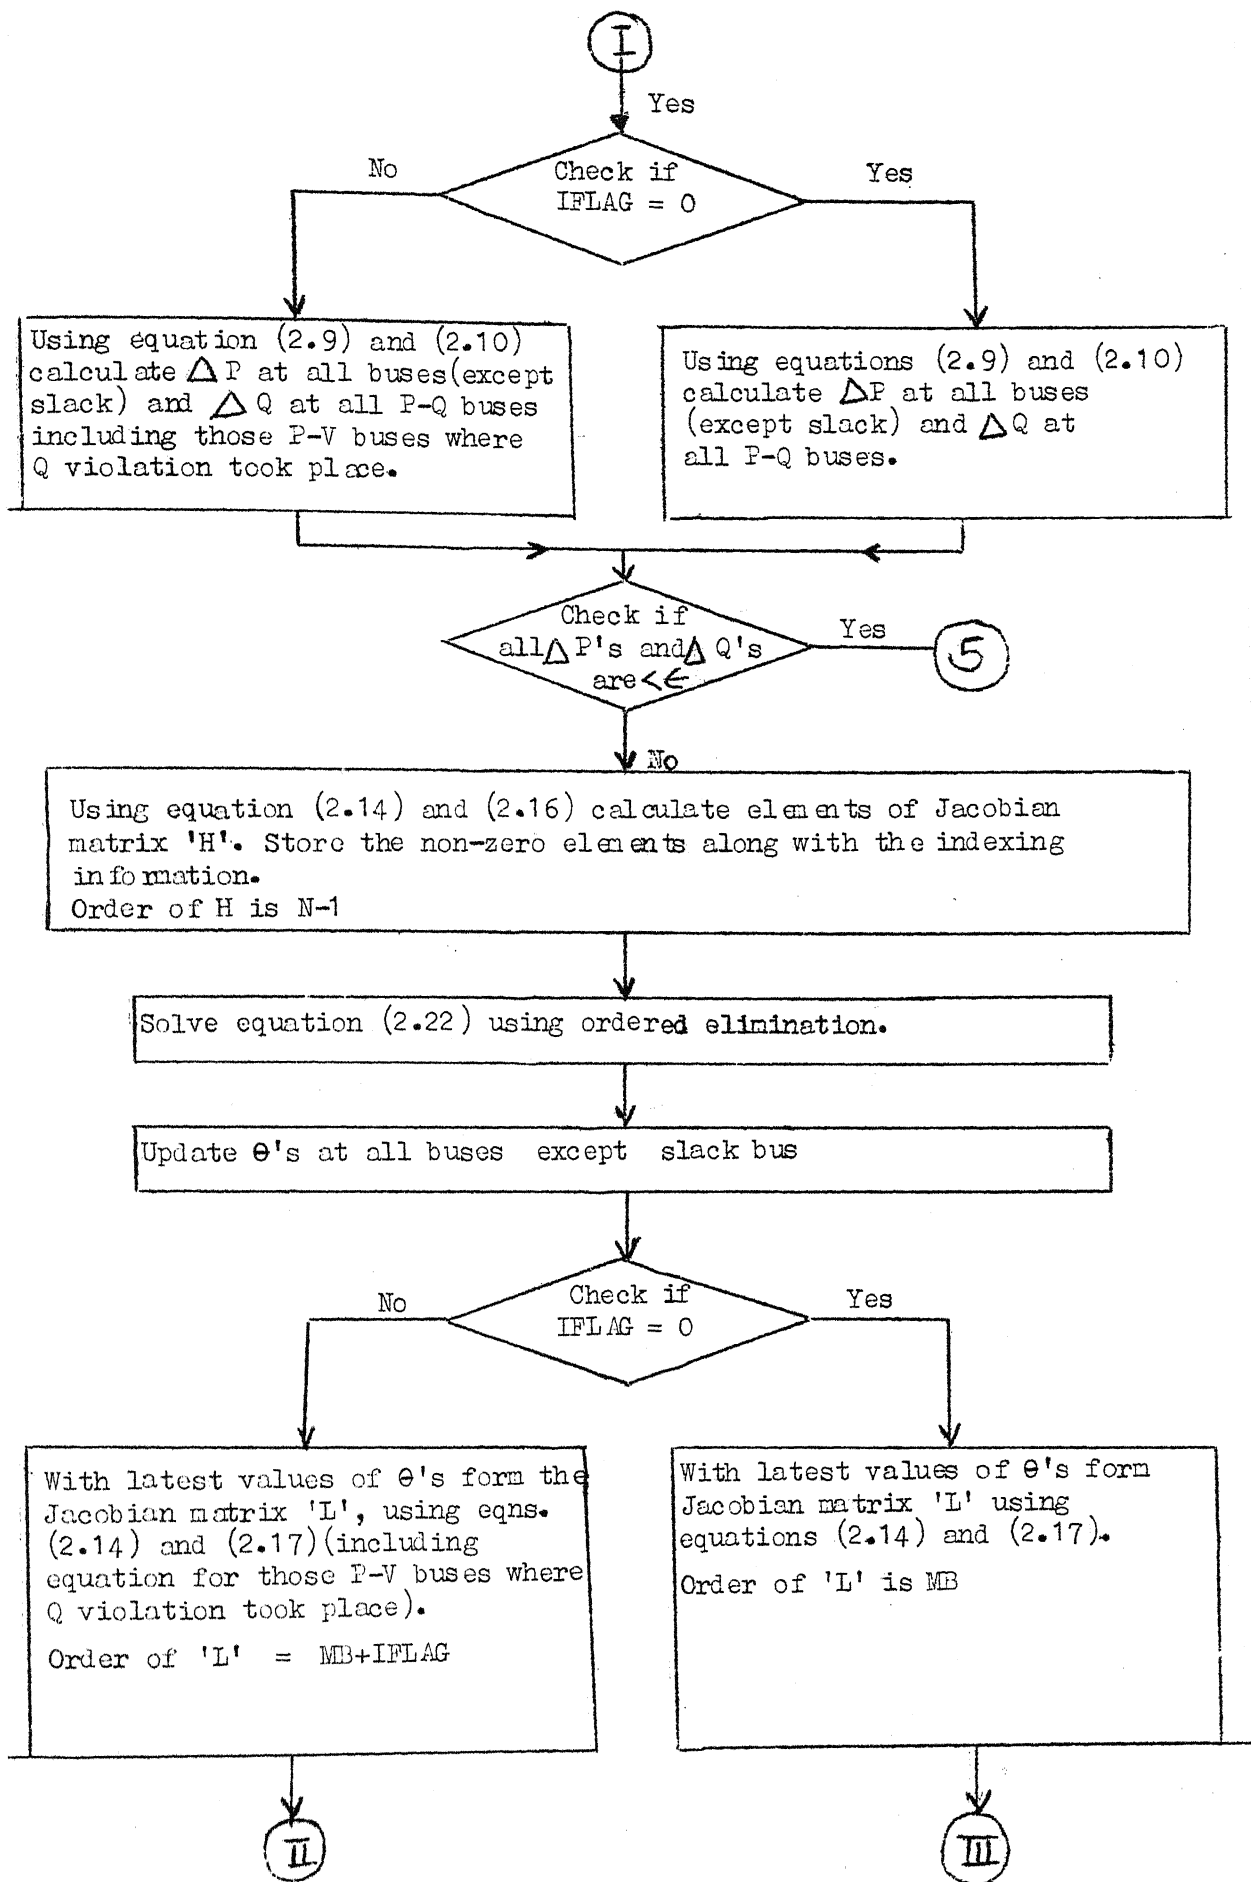 I
Yes
Check if
IFLAG = 0
No
Yes
Using equation (2.9) and (2.10)
calculate Δ P at all buses(except
slack) and Δ Q at all P-Q buses
including those P-V buses where
Q violation took place.
Using equations (2.9) and (2.10)
calculate ΔP at all buses
(except slack) and ΔQ at
all P-Q buses.
Check if
all Δ P's and Δ Q's
are < ∈
Yes
5
No
Using equation (2.14) and (2.16) calculate elements of Jacobian
matrix 'H'. Store the non-zero elements along with the indexing
information.
Order of H is N-1
Solve equation (2.22) using ordered elimination.
Update θ's at all buses except slack bus
Check if
IFLAG = 0
No
Yes
With latest values of θ's form the
Jacobian matrix 'L', using eqns.
(2.14) and (2.17)(including
equation for those P-V buses where
Q violation took place).
Order of 'L' = MB+IFLAG
With latest values of θ's form
Jacobian matrix 'L' using
equations (2.14) and (2.17).
Order of 'L' is MB
II
III